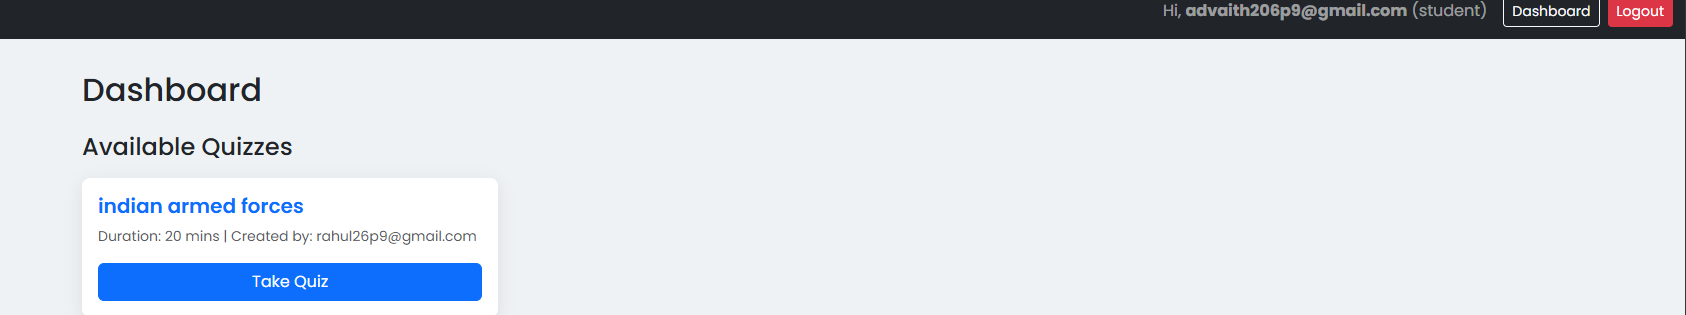 Hi, advaith206p9@gmail.com (student) Dashboard Logout
Dashboard
Available Quizzes
indian armed forces
Duration: 20 mins | Created by: rahul26p9@gmail.com
Take Quiz